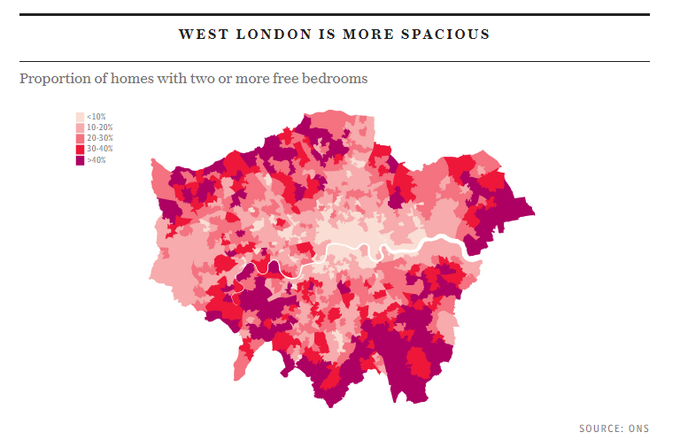 WEST LONDON IS MORE SPACIOUS
Proportion of homes with two or more free bedrooms
<10%
10-20%
20-30%
30-40%
>40%
SOURCE: ONS